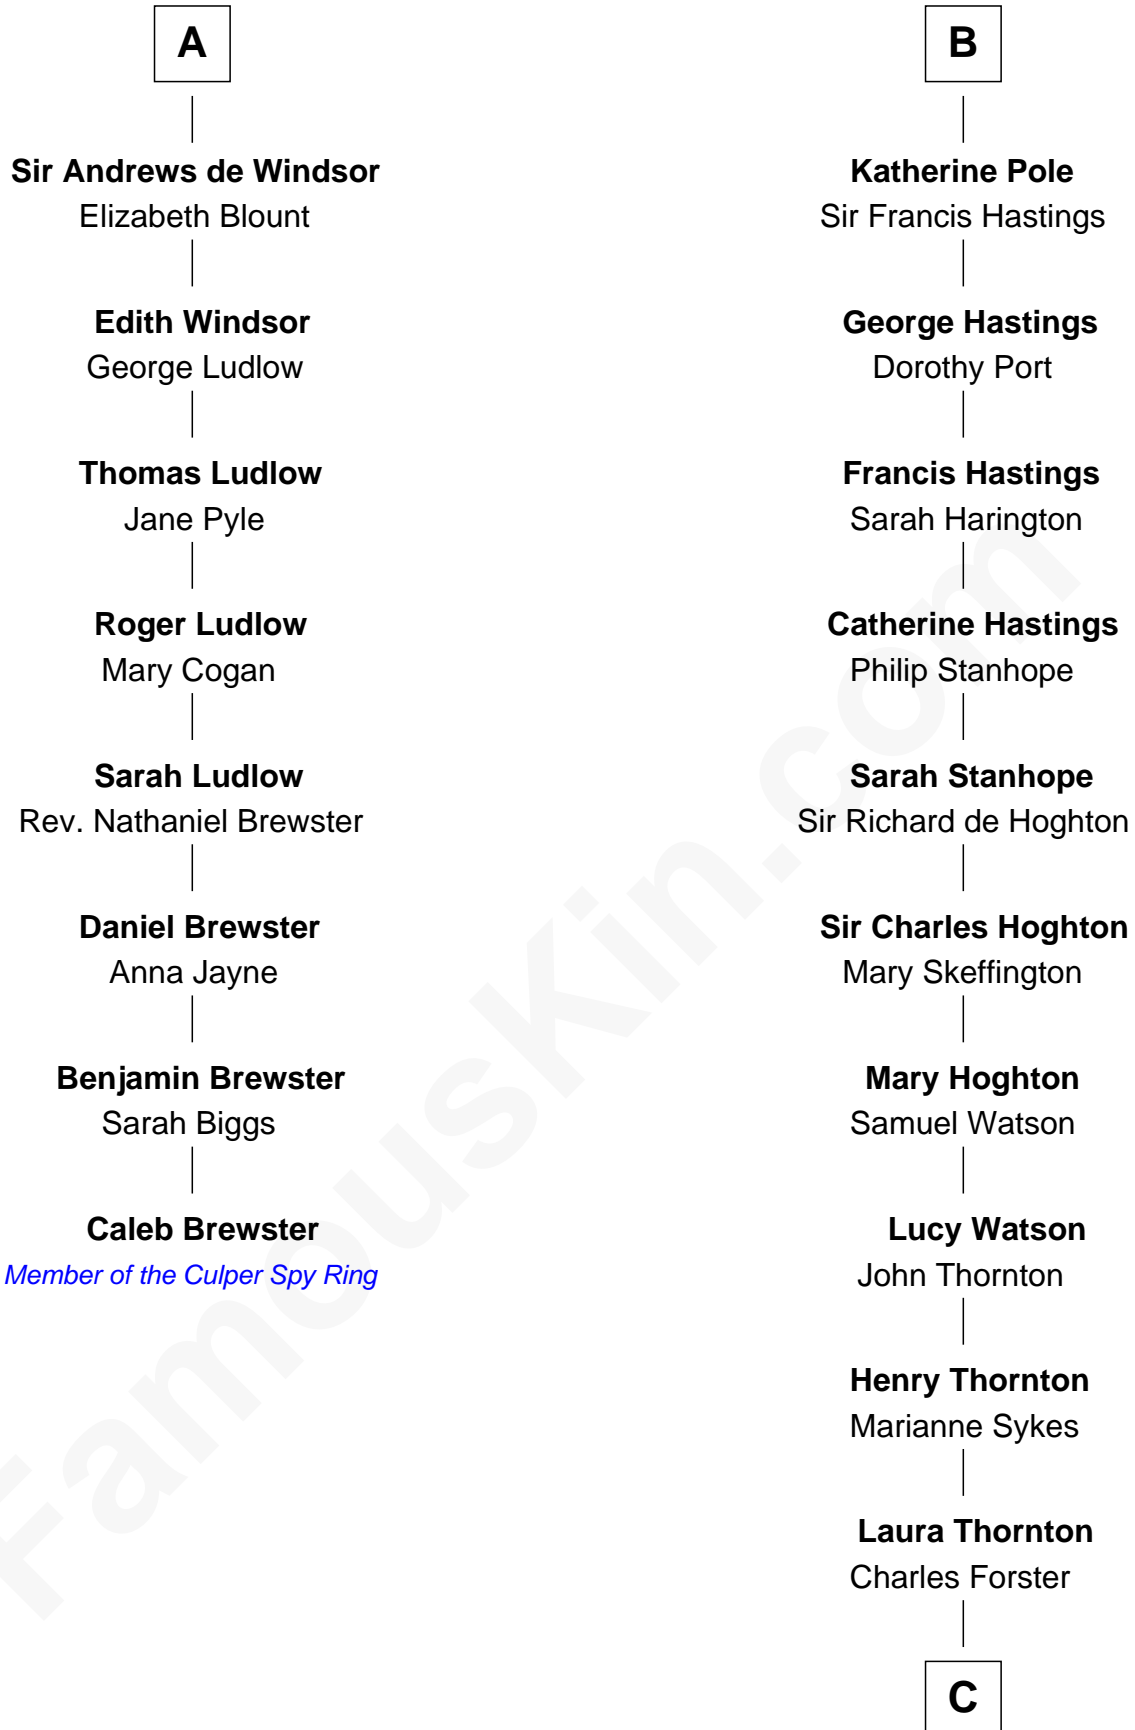 A
Sir Andrews de Windsor
Elizabeth Blount
Edith Windsor
George Ludlow
Thomas Ludlow
Jane Pyle
Roger Ludlow
Mary Cogan
Sarah Ludlow
Rev. Nathaniel Brewster
Daniel Brewster
Anna Jayne
Benjamin Brewster
Sarah Biggs
Caleb Brewster
Member of the Culper Spy Ring
B
Katherine Pole
Sir Francis Hastings
George Hastings
Dorothy Port
Francis Hastings
Sarah Harington
Catherine Hastings
Philip Stanhope
Sarah Stanhope
Sir Richard de Hoghton
Sir Charles Hoghton
Mary Skeffington
Mary Hoghton
Samuel Watson
Lucy Watson
John Thornton
Henry Thornton
Marianne Sykes
Laura Thornton
Charles Forster
C
FamousKin.com